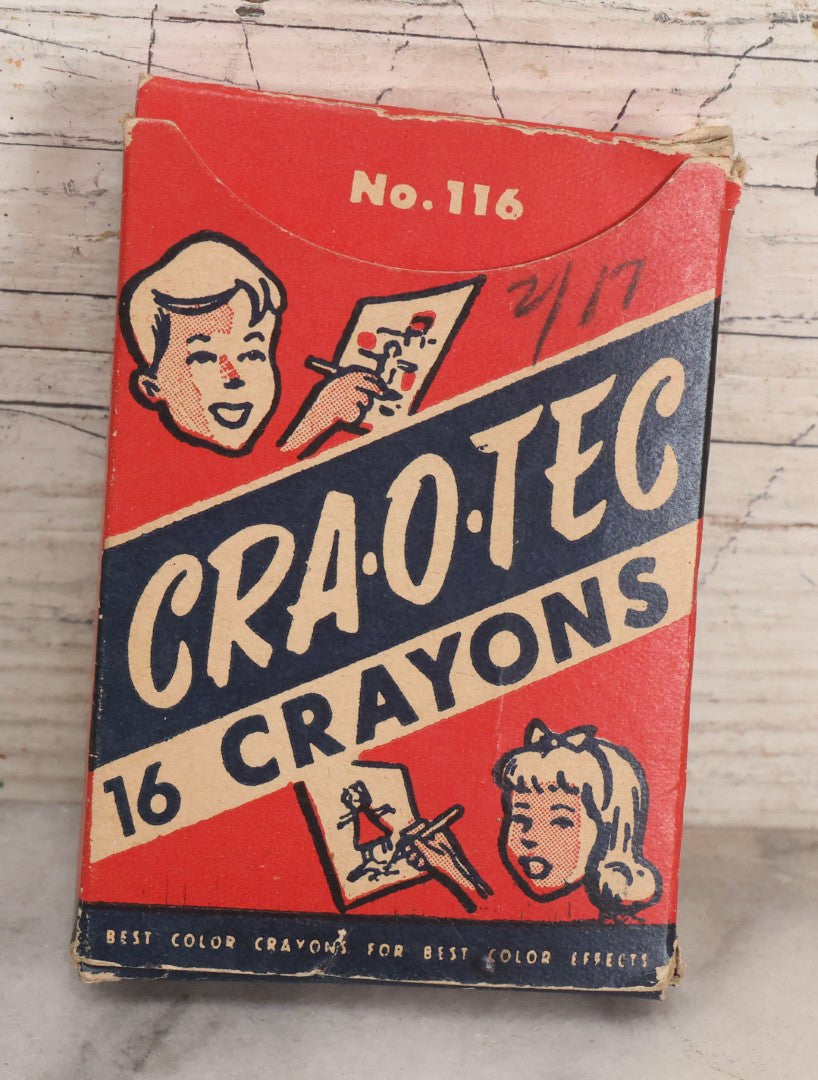 No. 116
2/17
CRA·O·TEC
16 CRAYONS
BEST COLOR CRAYONS FOR BEST COLOR EFFECTS